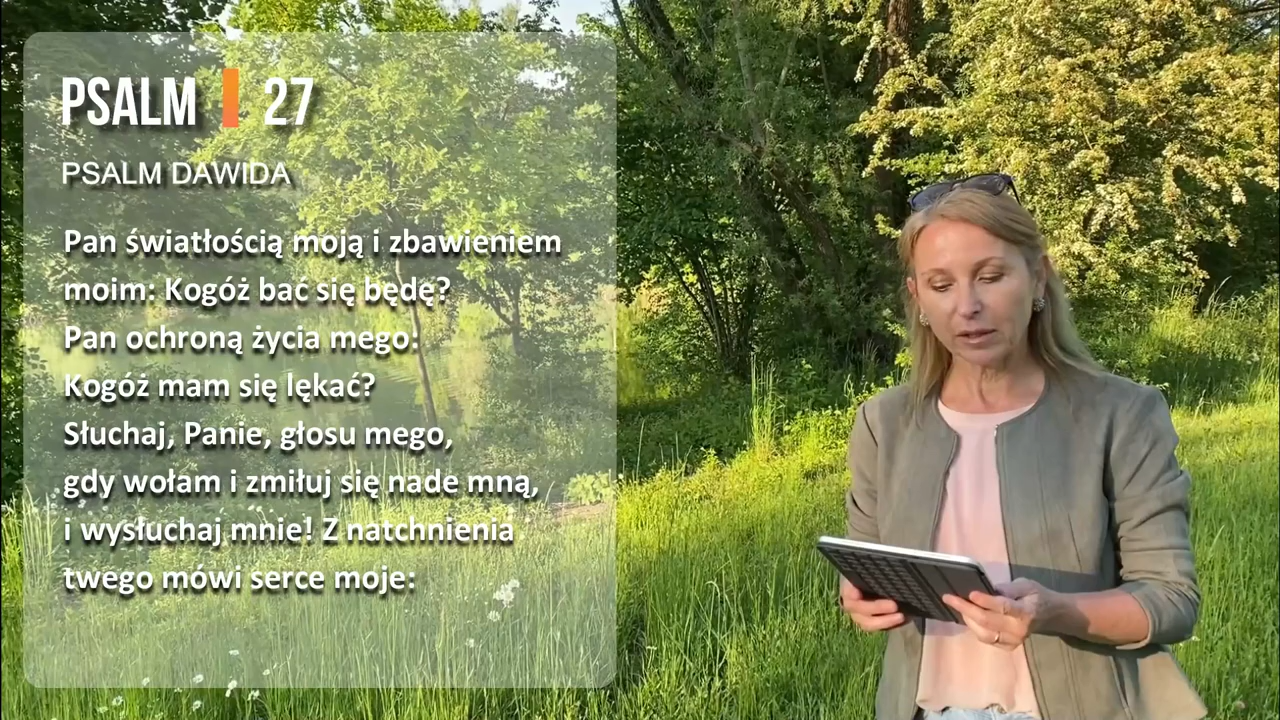 PSALM 27
PSALM DAWIDA
Pan światłością moją i zbawieniem
moim: Kogóż bać się będę?
Pan ochroną życia mego:
Kogóż mam się lękać?
Słuchaj, Panie, głosu mego,
gdy wołam i zmiłuj się nade mną,
i wysłuchaj mnie! Z natchnienia
twego mówi serce moje: